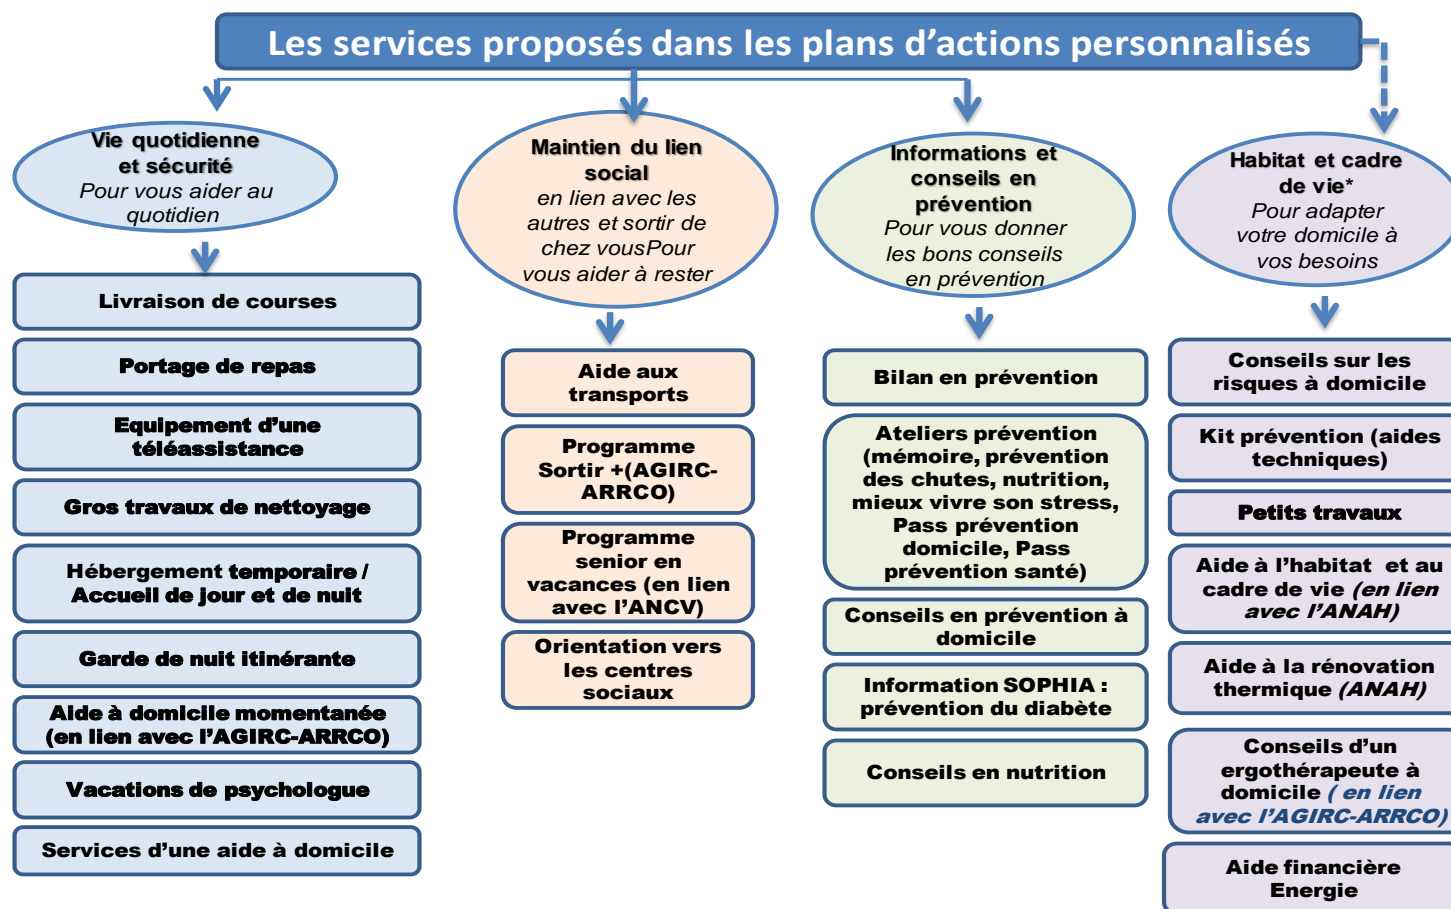 Les services proposés dans les plans d’actions personnalisés
Vie quotidienne
et sécurité
Pour vous aider au
quotidien
Livraison de courses
Portage de repas
Equipement d’une
téléassistance
Gros travaux de nettoyage
Hébergement temporaire /
Accueil de jour et de nuit
Garde de nuit itinérante
Aide à domicile momentanée
(en lien avec l’AGIRC-ARRCO)
Vacations de psychologue
Services d’une aide à domicile
Maintien du lien
social
en lien avec les
autres et sortir de
chez vousPour
vous aider à rester
Aide aux
transports
Programme
Sortir +(AGIRC-
ARRCO)
Programme
senior en
vacances (en lien
avec l’ANCV)
Orientation vers
les centres
sociaux
Informations et
conseils en
prévention
Pour vous donner
les bons conseils
en prévention
Bilan en prévention
Ateliers prévention
(mémoire, prévention
des chutes, nutrition,
mieux vivre son stress,
Pass prévention
domicile, Pass
prévention santé)
Conseils en prévention à
domicile
Information SOPHIA :
prévention du diabète
Conseils en nutrition
Habitat et cadre
de vie*
Pour adapter
votre domicile à
vos besoins
Conseils sur les
risques à domicile
Kit prévention (aides
techniques)
Petits travaux
Aide à l’habitat et au
cadre de vie (en lien
avec l’ANAH)
Aide à la rénovation
thermique (ANAH)
Conseils d’un
ergothérapeute à
domicile ( en lien
avec l’AGIRC-ARRCO)
Aide financière
Energie